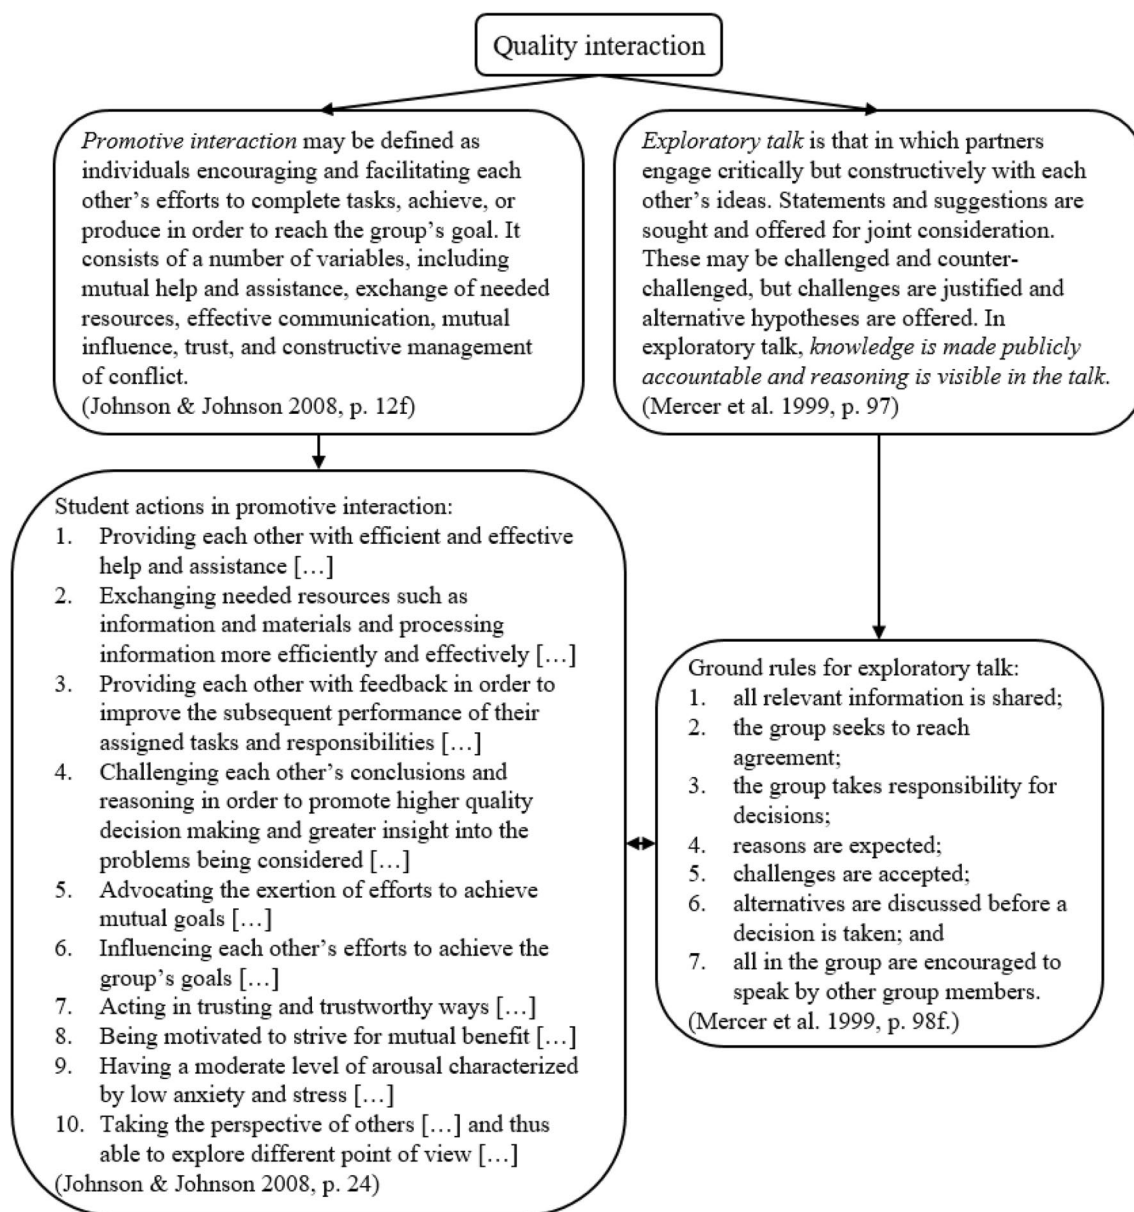 Quality interaction
Promotive interaction may be defined as
individuals encouraging and facilitating each
other's efforts to complete tasks, achieve, or
produce in order to reach the group's goal. It
consists of a number of variables, including
mutual help and assistance, exchange of needed
resources, effective communication, mutual
influence, trust, and constructive management
of conflict.
(Johnson & Johnson 2008, p. 12f)
Exploratory talk is that in which partners
engage critically but constructively with each
other's ideas. Statements and suggestions are
sought and offered for joint consideration.
These may be challenged and counter-
challenged, but challenges are justified and
alternative hypotheses are offered. In
exploratory talk, knowledge is made publicly
accountable and reasoning is visible in the talk.
(Mercer et al. 1999, p. 97)
Student actions in promotive interaction:
1. Providing each other with efficient and effective
help and assistance […]
2. Exchanging needed resources such as
information and materials and processing
information more efficiently and effectively […]
3. Providing each other with feedback in order to
improve the subsequent performance of their
assigned tasks and responsibilities […]
4. Challenging each other's conclusions and
reasoning in order to promote higher quality
decision making and greater insight into the
problems being considered […]
5. Advocating the exertion of efforts to achieve
mutual goals […]
6. Influencing each other's efforts to achieve the
group's goals […]
7. Acting in trusting and trustworthy ways […]
8. Being motivated to strive for mutual benefit […]
9. Having a moderate level of arousal characterized
by low anxiety and stress […]
10. Taking the perspective of others […] and thus
able to explore different point of view […]
(Johnson & Johnson 2008, p. 24)
Ground rules for exploratory talk:
1. all relevant information is shared;
2. the group seeks to reach
agreement;
3. the group takes responsibility for
decisions;
4. reasons are expected;
5. challenges are accepted;
6. alternatives are discussed before a
decision is taken; and
7. all in the group are encouraged to
speak by other group members.
(Mercer et al. 1999, p. 98f.)